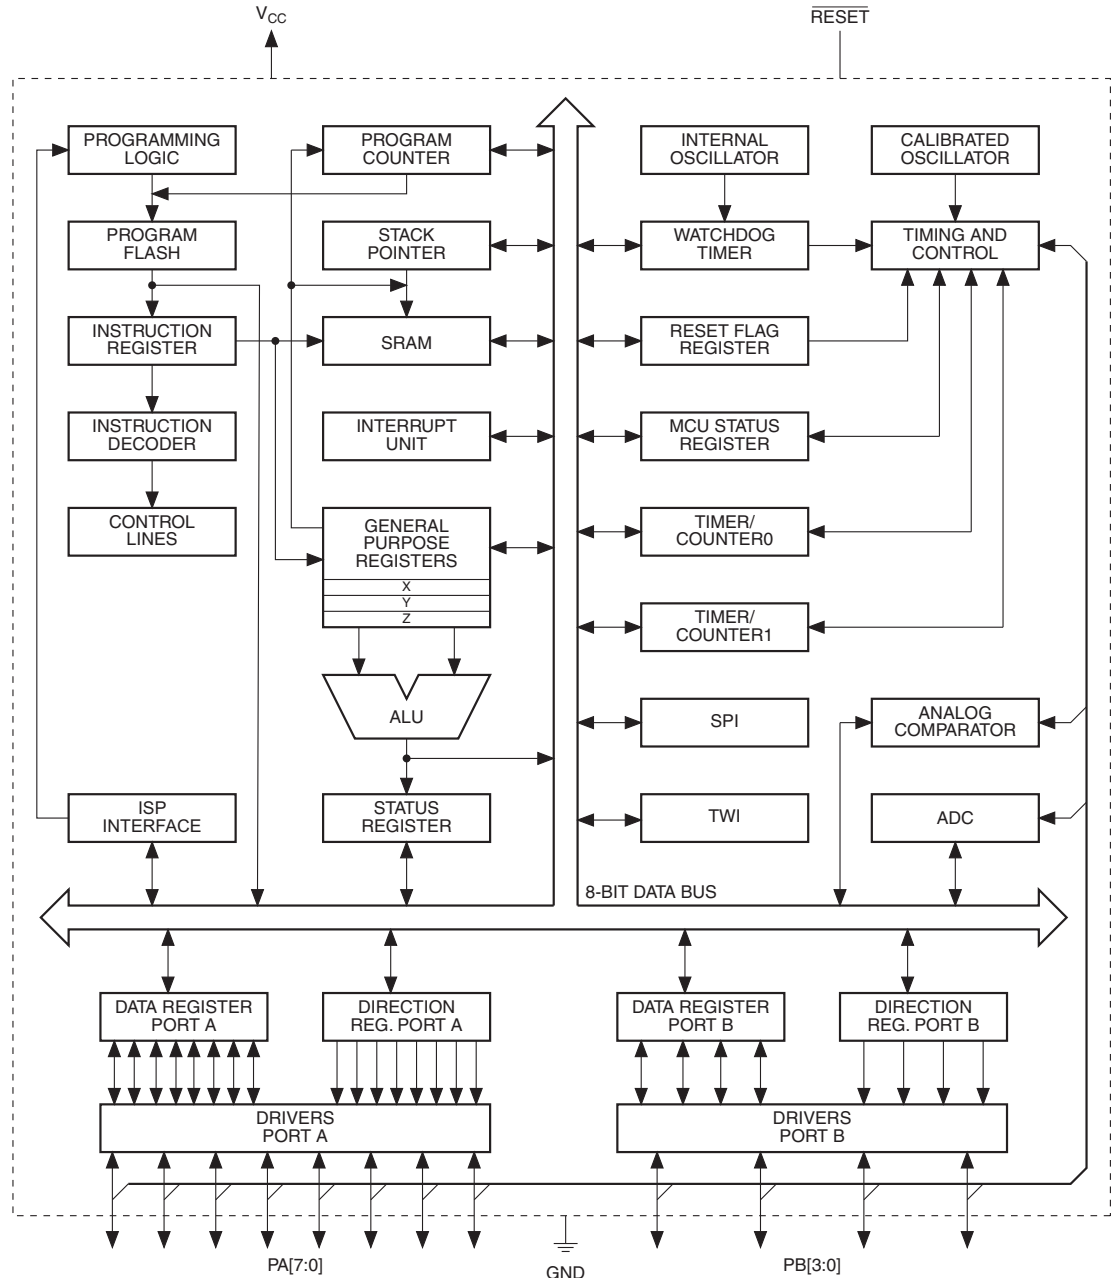 VCC
RESET
PROGRAMMING
LOGIC
PROGRAM
COUNTER
INTERNAL
OSCILLATOR
CALIBRATED
OSCILLATOR
PROGRAM
FLASH
STACK
POINTER
WATCHDOG
TIMER
TIMING AND
CONTROL
INSTRUCTION
REGISTER
SRAM
RESET FLAG
REGISTER
INSTRUCTION
DECODER
INTERRUPT
UNIT
MCU STATUS
REGISTER
CONTROL
LINES
GENERAL
PURPOSE
REGISTERS
X
Y
Z
TIMER/
COUNTER0
TIMER/
COUNTER1
ALU
SPI
ANALOG
COMPARATOR
ISP
INTERFACE
STATUS
REGISTER
TWI
ADC
8-BIT DATA BUS
DATA REGISTER
PORT A
DIRECTION
REG. PORT A
DATA REGISTER
PORT B
DIRECTION
REG. PORT B
DRIVERS
PORT A
DRIVERS
PORT B
PA[7:0]
GND
PB[3:0]